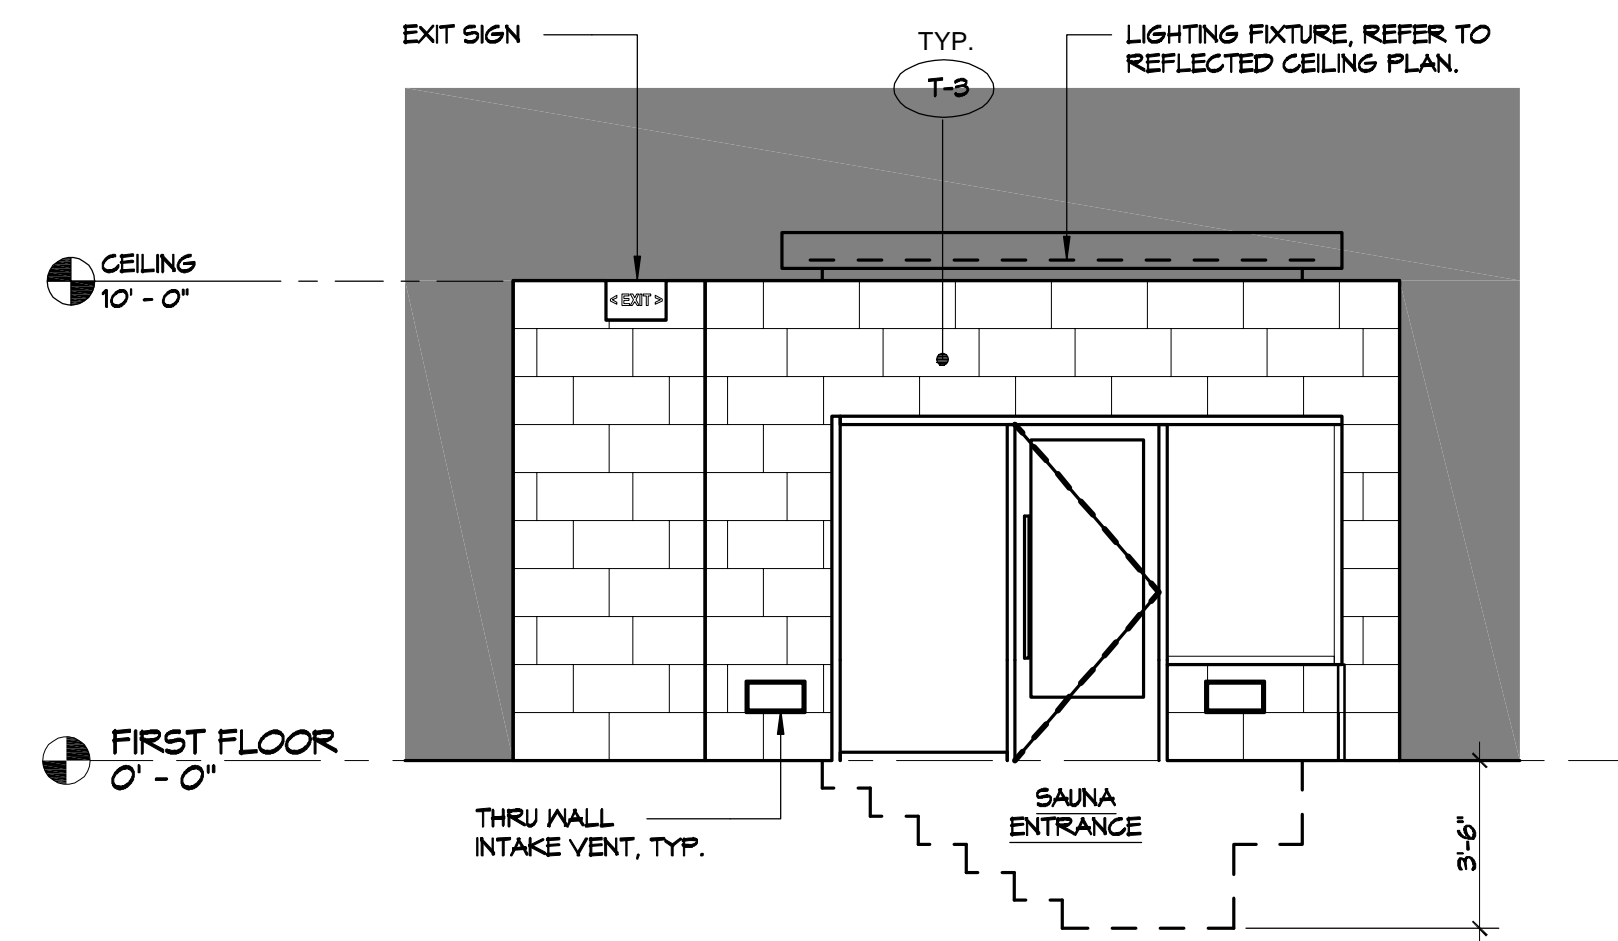 EXIT SIGN
TYP.
T-3
LIGHTING FIXTURE, REFER TO
REFLECTED CEILING PLAN.
CEILING
10' - 0"
< EXIT >
FIRST FLOOR
0' - 0"
THRU WALL
INTAKE VENT, TYP.
SAUNA
ENTRANCE
3'-6"